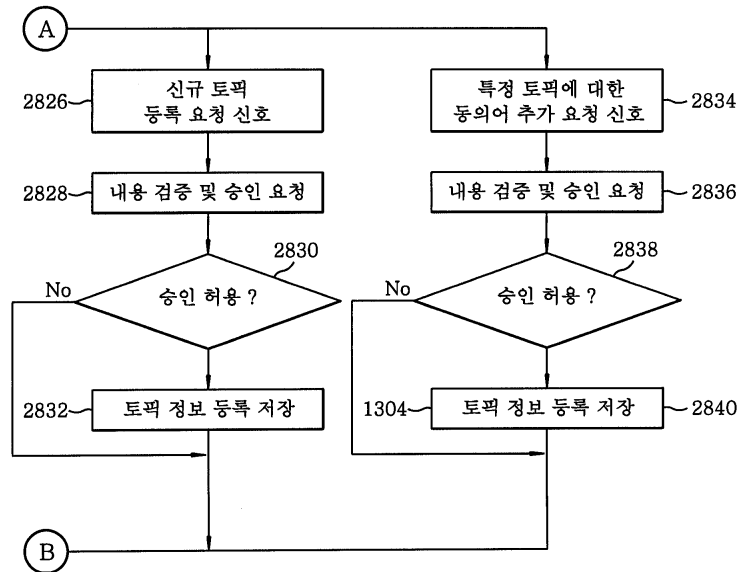 A
신규 토픽
등록 요청 신호
2826
특정 토픽에 대한
동의어 추가 요청 신호
2834
2828
내용 검증 및 승인 요청
내용 검증 및 승인 요청
2836
2830
2838
No
승인 허용 ?
No
승인 허용 ?
2832
토픽 정보 등록 저장
1304
토픽 정보 등록 저장
2840
B